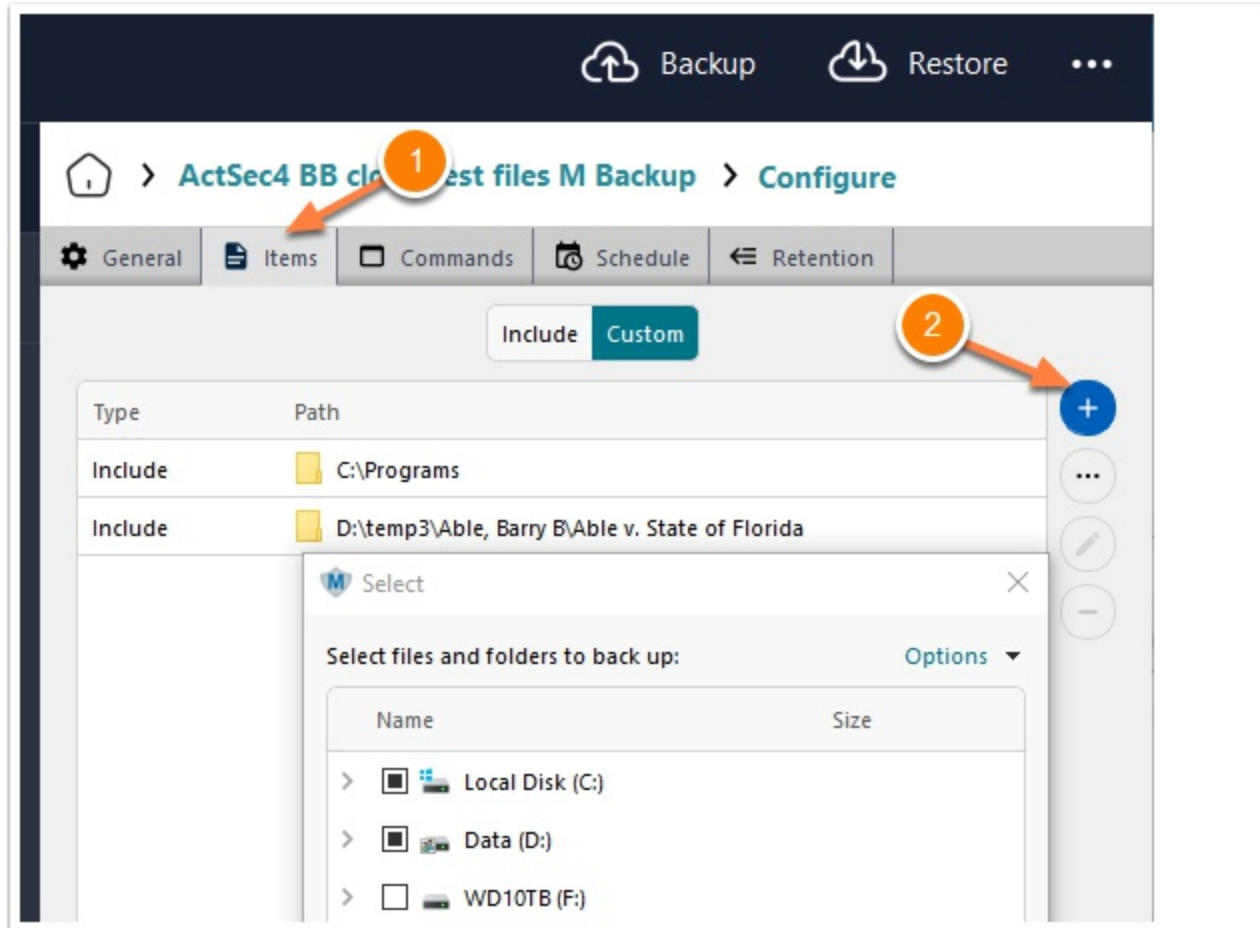 Backup Restore
ActSec4 BB clo est files M Backup > Configure
1
General Items Commands Schedule Retention
Include Custom
2
Type Path
Include C:\Programs
Include D:\temp3\Able, Barry B\Able v. State of Florida
M Select
Select files and folders to back up: Options
Name Size
Local Disk (C:)
Data (D:)
WD10TB (F:)